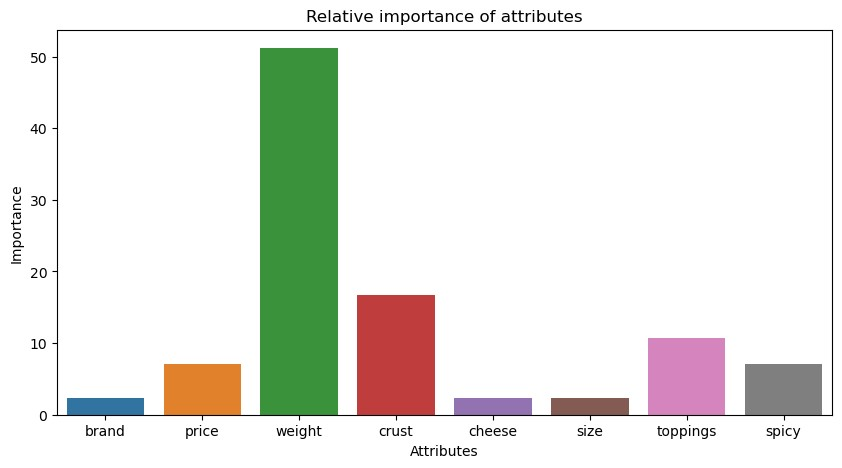 Relative importance of attributes
50
40
30
20
10
0
Importance
brand price weight crust cheese size toppings spicy
Attributes